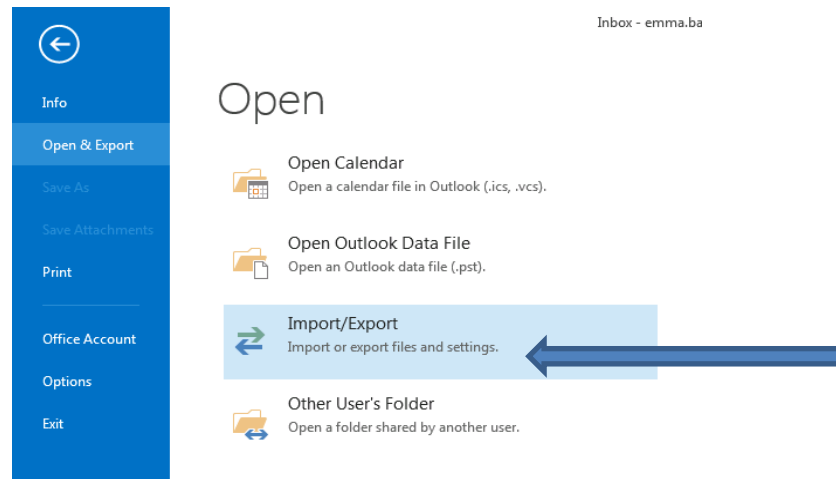 Inbox - emma.ba
Info
Open & Export
Save As
Save Attachments
Print
Office Account
Options
Exit
Open
Open Calendar
Open a calendar file in Outlook (.ics, .vcs).
Open Outlook Data File
Open an Outlook data file (.pst).
Import/Export
Import or export files and settings.
Other User's Folder
Open a folder shared by another user.